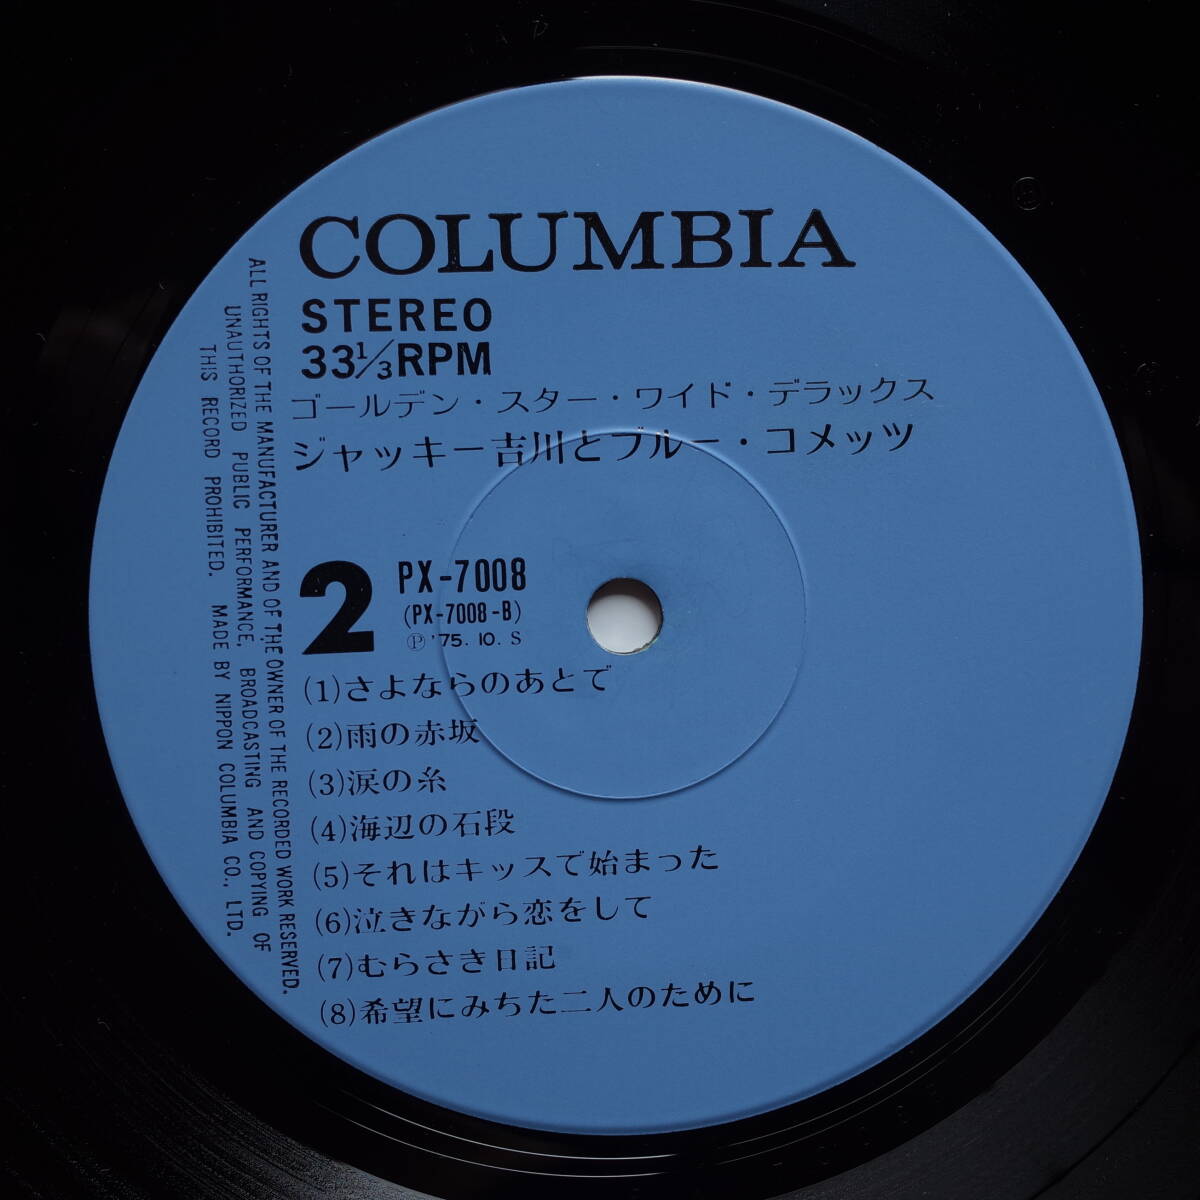 COLUMBIA
STEREO
33⅓RPM
ゴールデン・スター・ワイド・デラックス
ジャッキー吉川とブルー・コメッツ
2
PX-7008
(PX-7008-B)
Ⓟ '75. 10. S
(1)さよならのあとで
(2)雨の赤坂
(3)涙の糸
(4)海辺の石段
(5)それはキッスで始まった
(6)泣きながら恋をして
(7)むらさき日記
(8)希望にみちた二人のために
ALL RIGHTS OF THE MANUFACTURER AND OF THE OWNER OF THE RECORDED WORK RESERVED.
UNAUTHORIZED PUBLIC PERFORMANCE, BROADCASTING AND COPYING OF
THIS RECORD PROHIBITED. MADE BY NIPPON COLUMBIA CO., LTD.